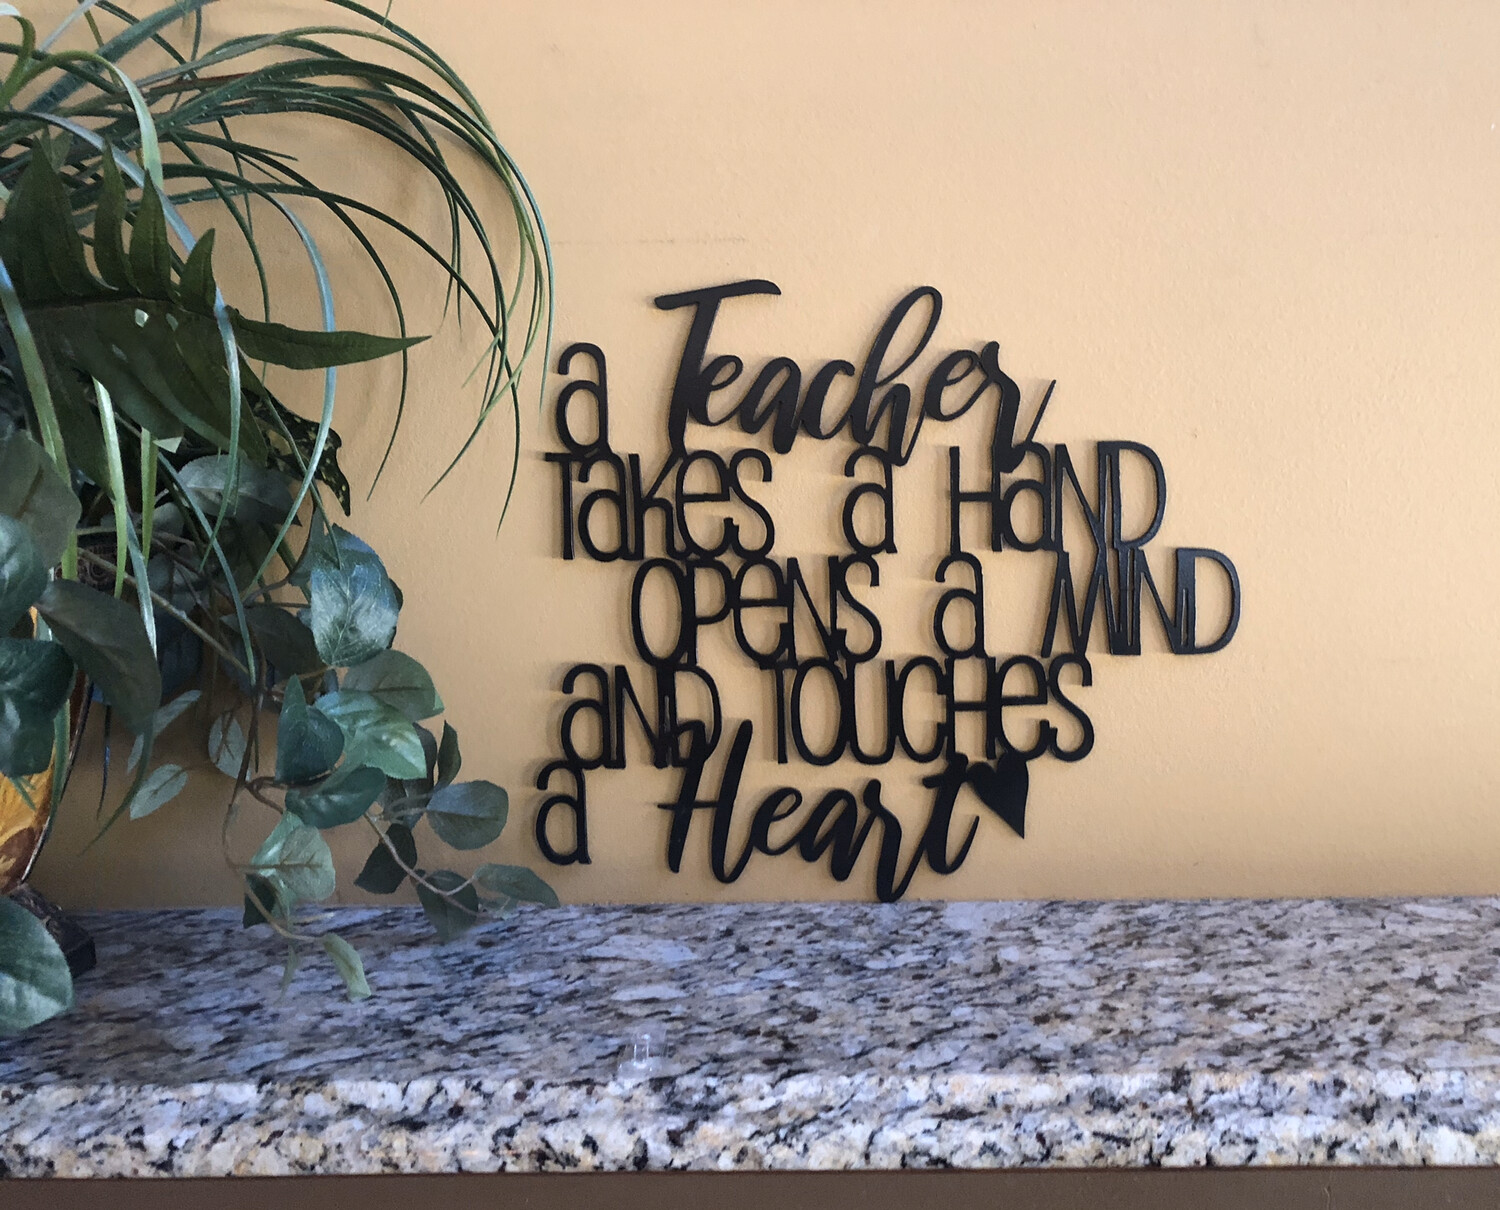 a Teacher
Takes a Hand
opens a mind
and Touches
a Heart